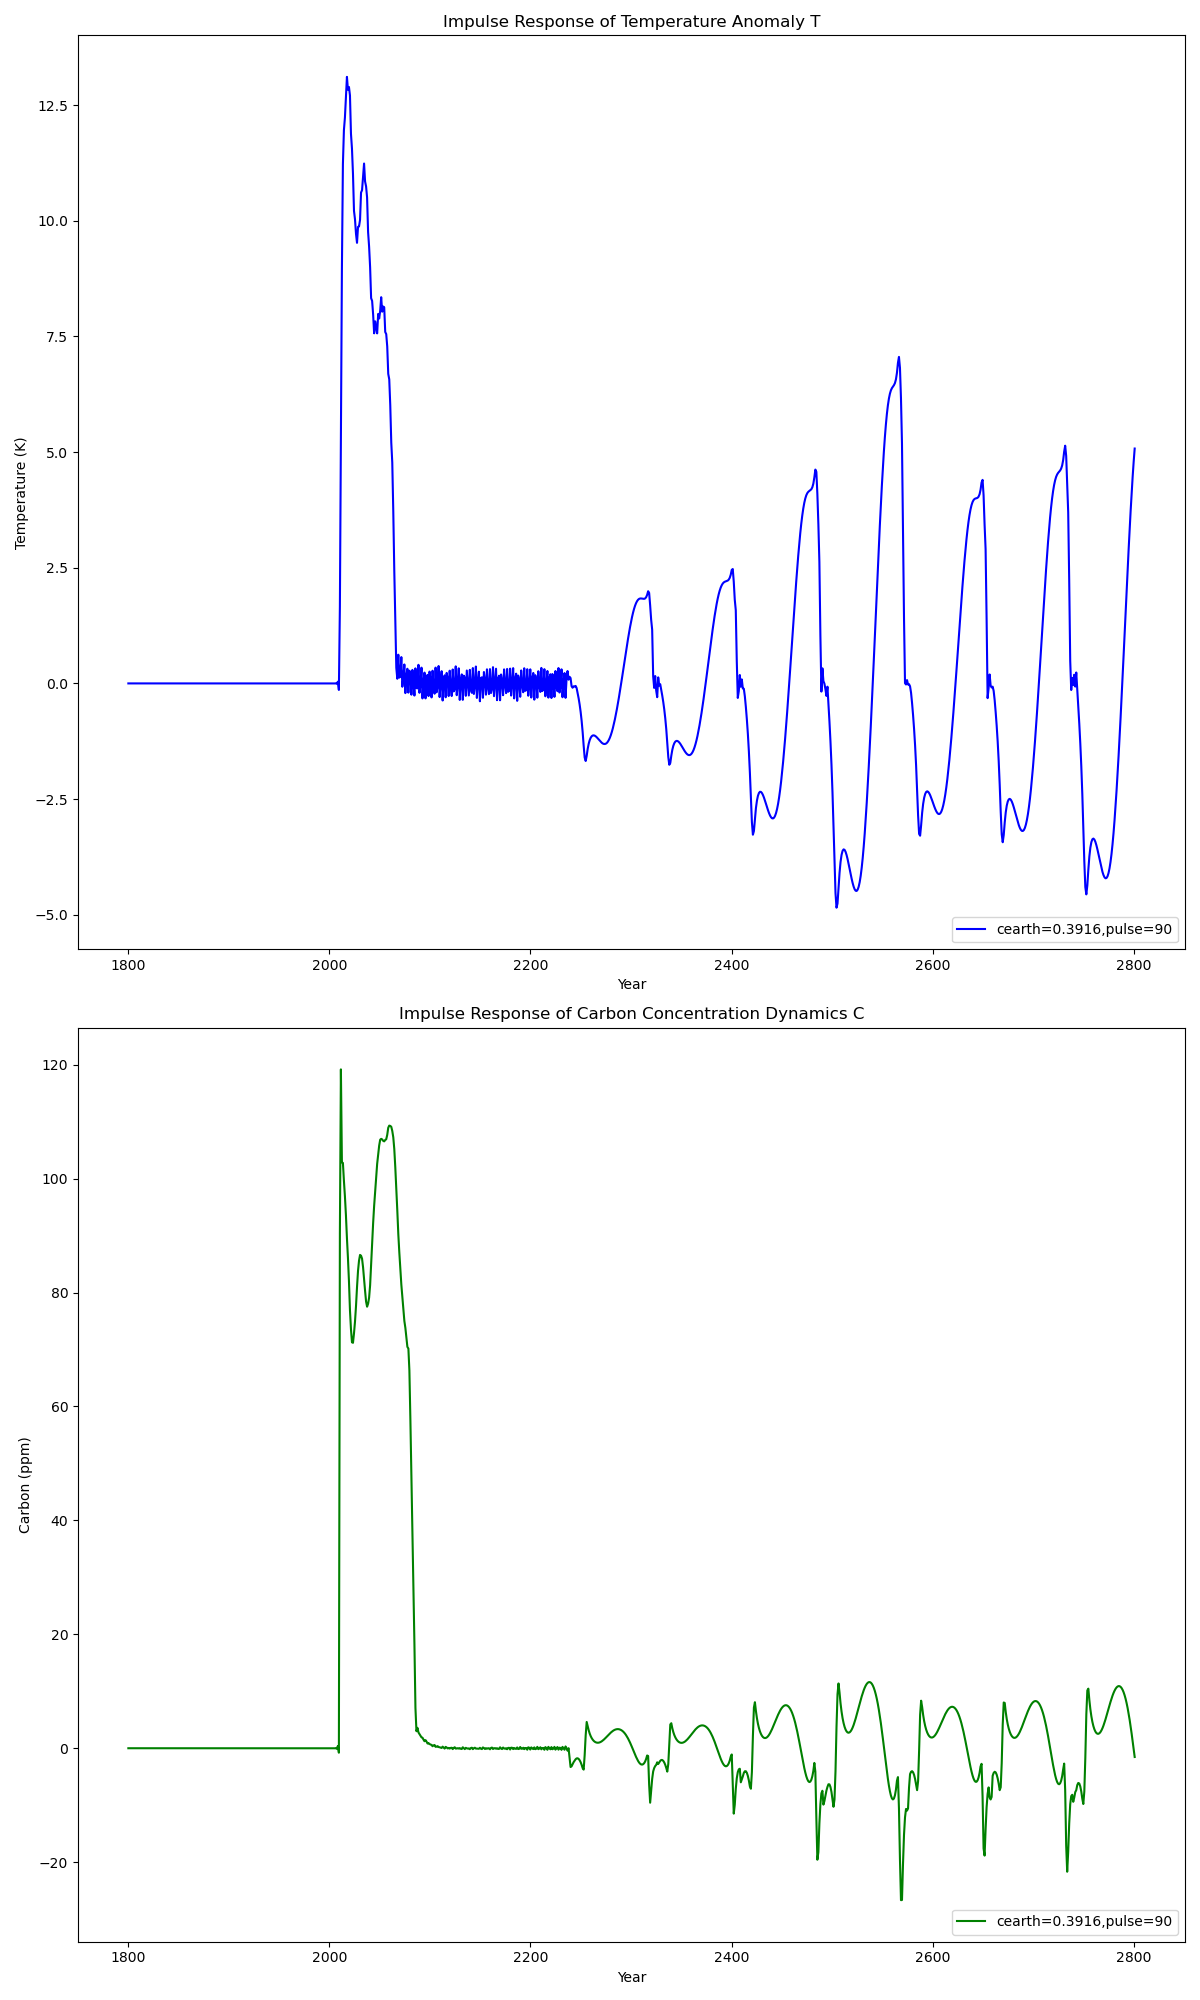 Impulse Response of Temperature Anomaly T
12.5
10.0
7.5
5.0
2.5
0.0
−2.5
−5.0
Temperature (K)
cearth=0.3916,pulse=90
1800 2000 2200 2400 2600 2800
Year
Impulse Response of Carbon Concentration Dynamics C
120
100
80
60
40
20
0
−20
Carbon (ppm)
cearth=0.3916,pulse=90
1800 2000 2200 2400 2600 2800
Year